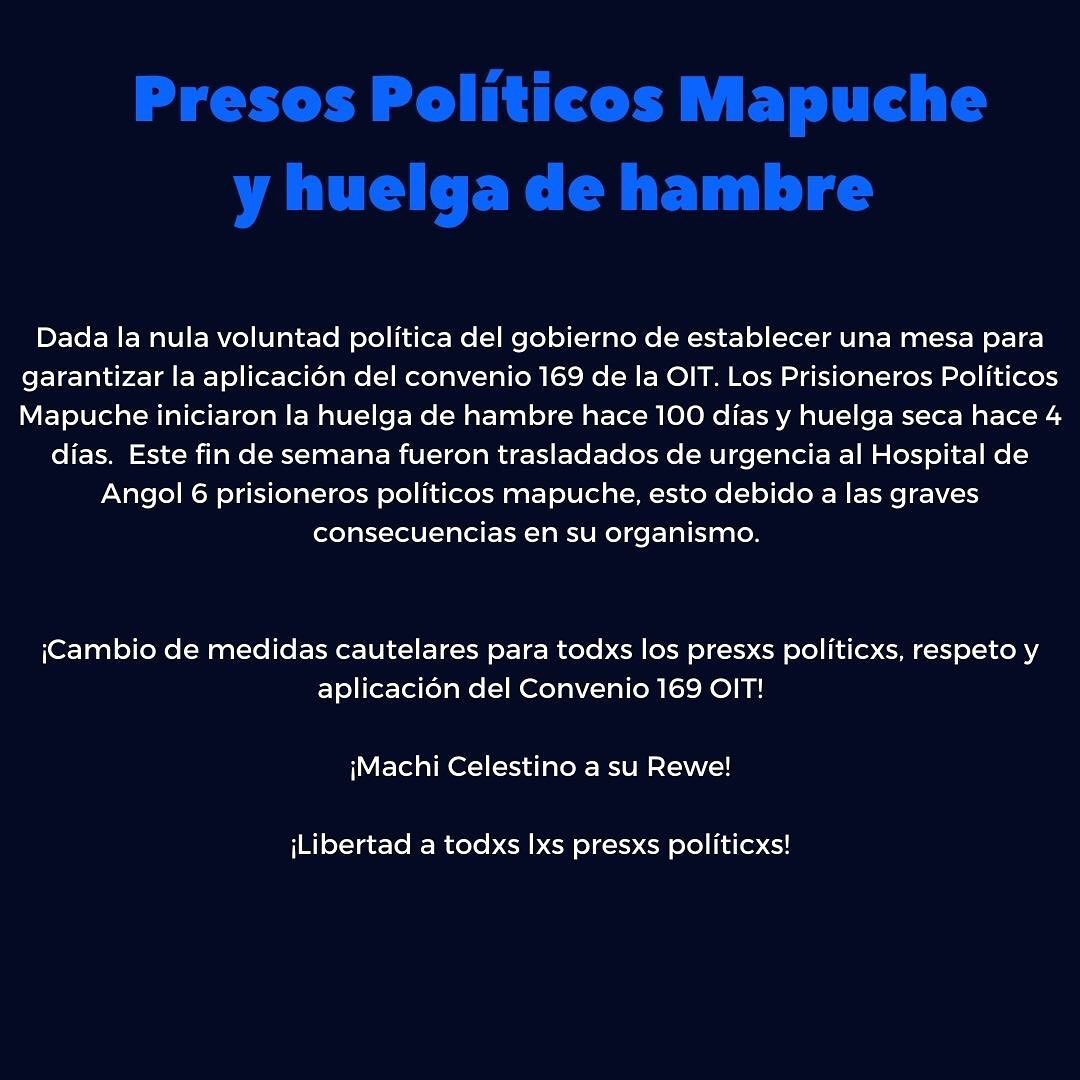 Presos Políticos Mapuche
y huelga de hambre
Dada la nula voluntad política del gobierno de establecer una mesa para
garantizar la aplicación del convenio 169 de la OIT. Los Prisioneros Políticos
Mapuche iniciaron la huelga de hambre hace 100 días y huelga seca hace 4
días.  Este fin de semana fueron trasladados de urgencia al Hospital de
Angol 6 prisioneros políticos mapuche, esto debido a las graves
consecuencias en su organismo.
¡Cambio de medidas cautelares para todxs los presxs políticxs, respeto y
aplicación del Convenio 169 OIT!
¡Machi Celestino a su Rewe!
¡Libertad a todxs lxs presxs políticxs!